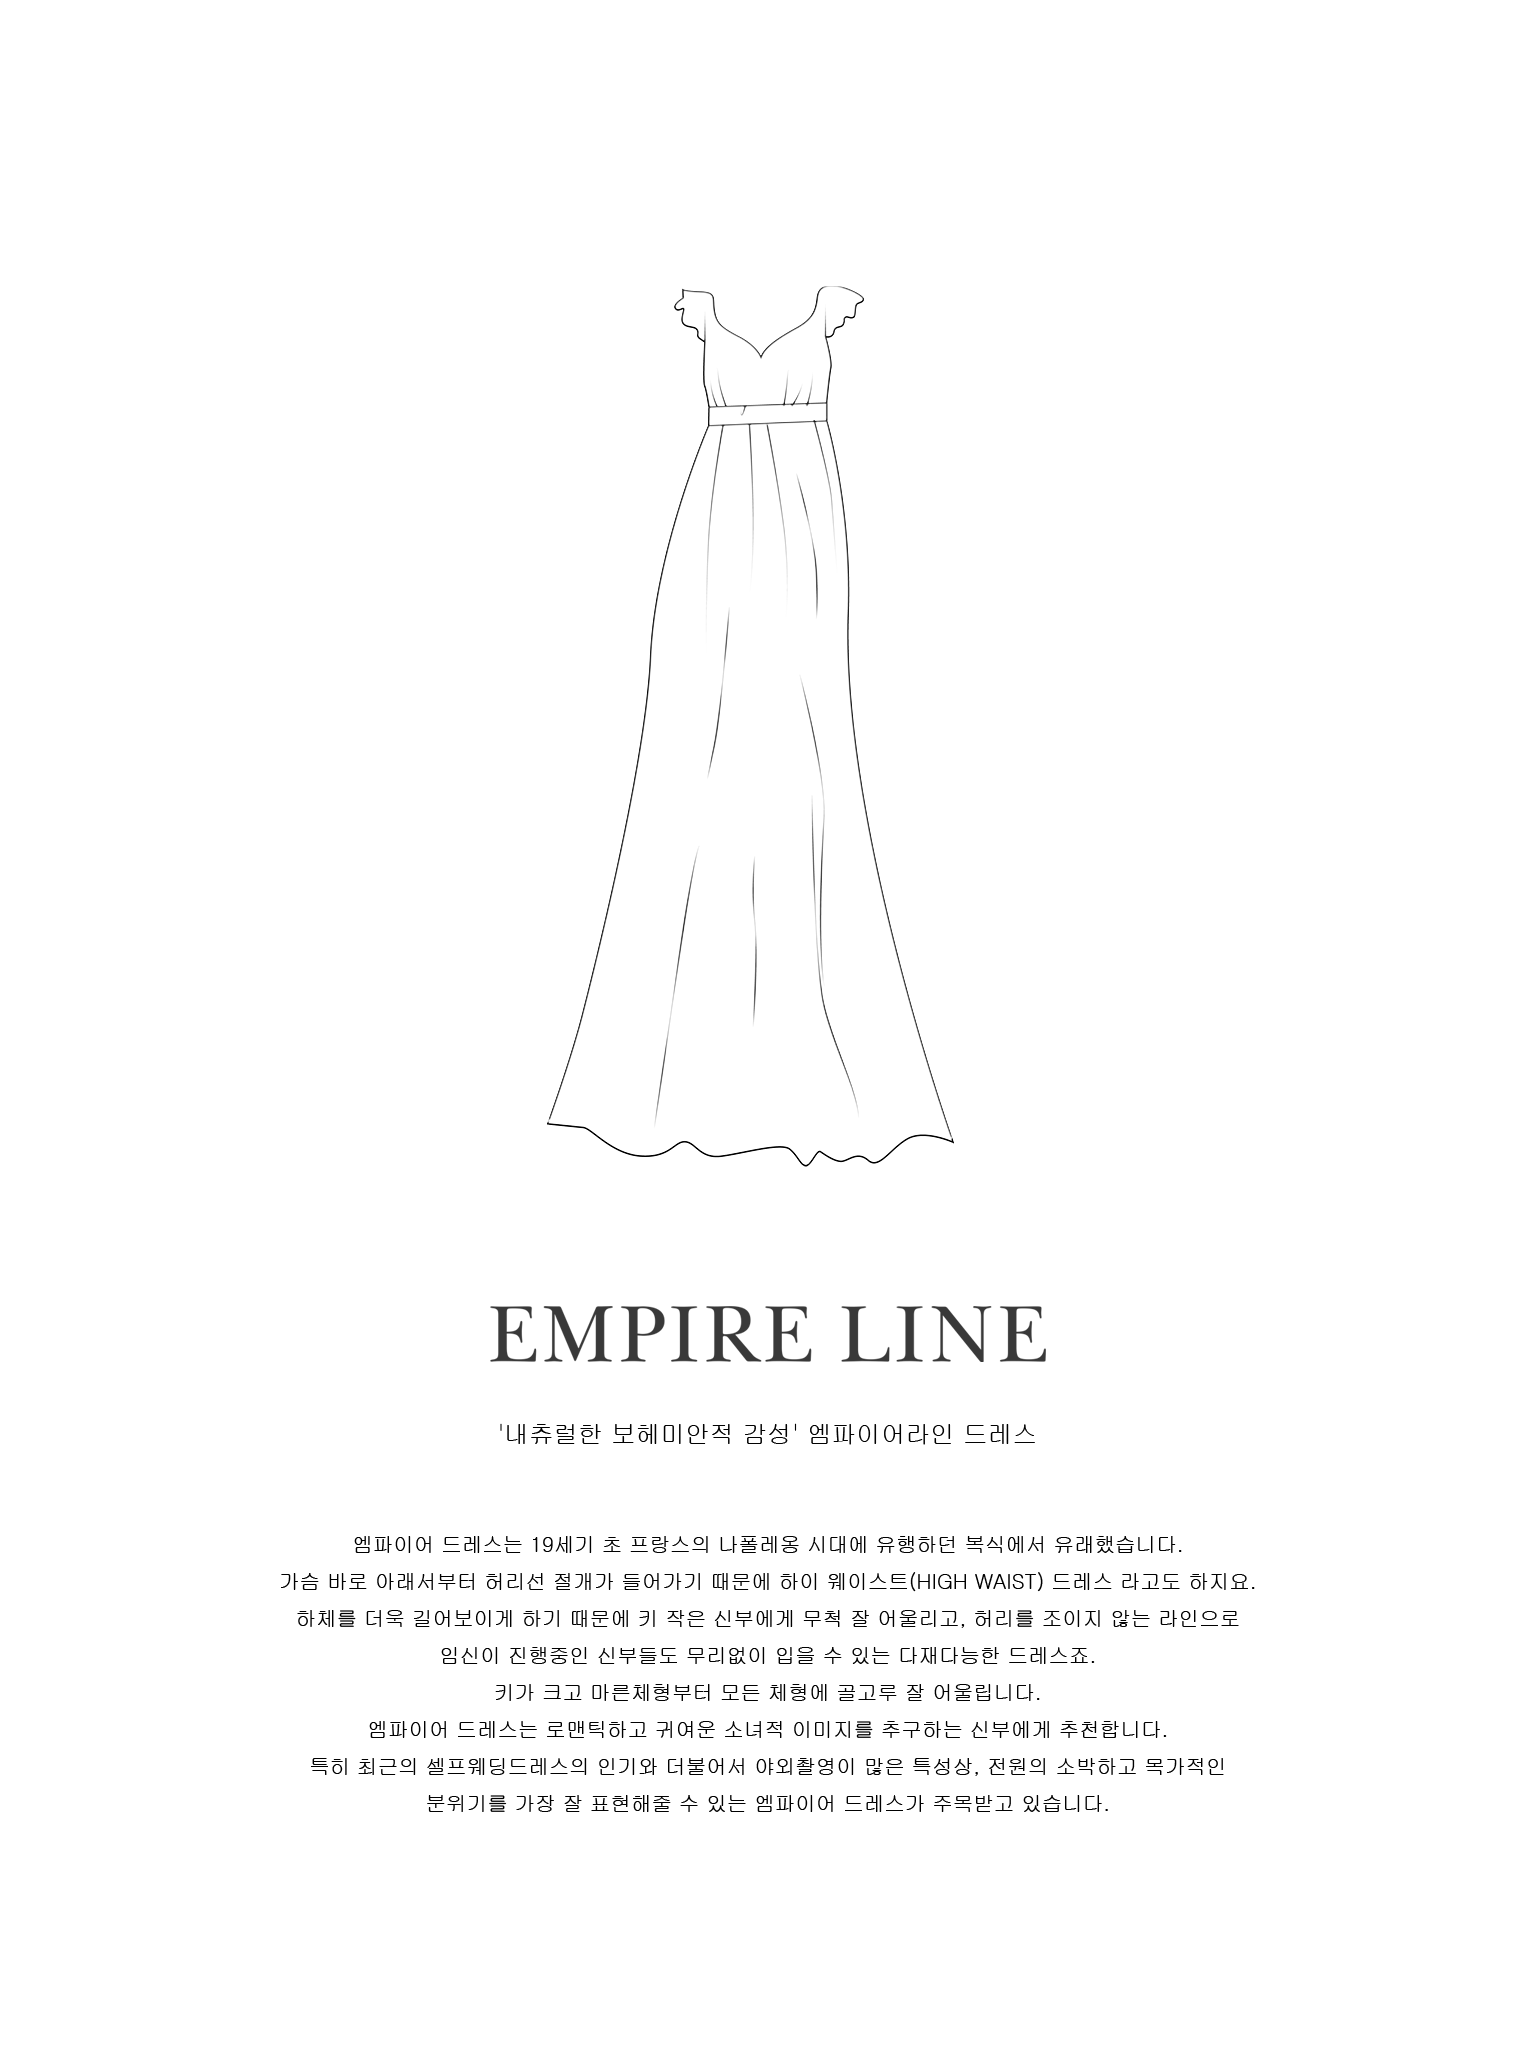 EMPIRE LINE
'내츄럴한 보헤미안적 감성' 엠파이어라인 드레스
엠파이어 드레스는 19세기 초 프랑스의 나폴레옹 시대에 유행하던 복식에서 유래했습니다.
가슴 바로 아래서부터 허리선 절개가 들어가기 때문에 하이 웨이스트(HIGH WAIST) 드레스 라고도 하지요.
하체를 더욱 길어보이게 하기 때문에 키 작은 신부에게 무척 잘 어울리고, 허리를 조이지 않는 라인으로
임신이 진행중인 신부들도 무리없이 입을 수 있는 다재다능한 드레스죠.
키가 크고 마른체형부터 모든 체형에 골고루 잘 어울립니다.
엠파이어 드레스는 로맨틱하고 귀여운 소녀적 이미지를 추구하는 신부에게 추천합니다.
특히 최근의 셀프웨딩드레스의 인기와 더불어서 야외촬영이 많은 특성상, 전원의 소박하고 목가적인
분위기를 가장 잘 표현해줄 수 있는 엠파이어 드레스가 주목받고 있습니다.